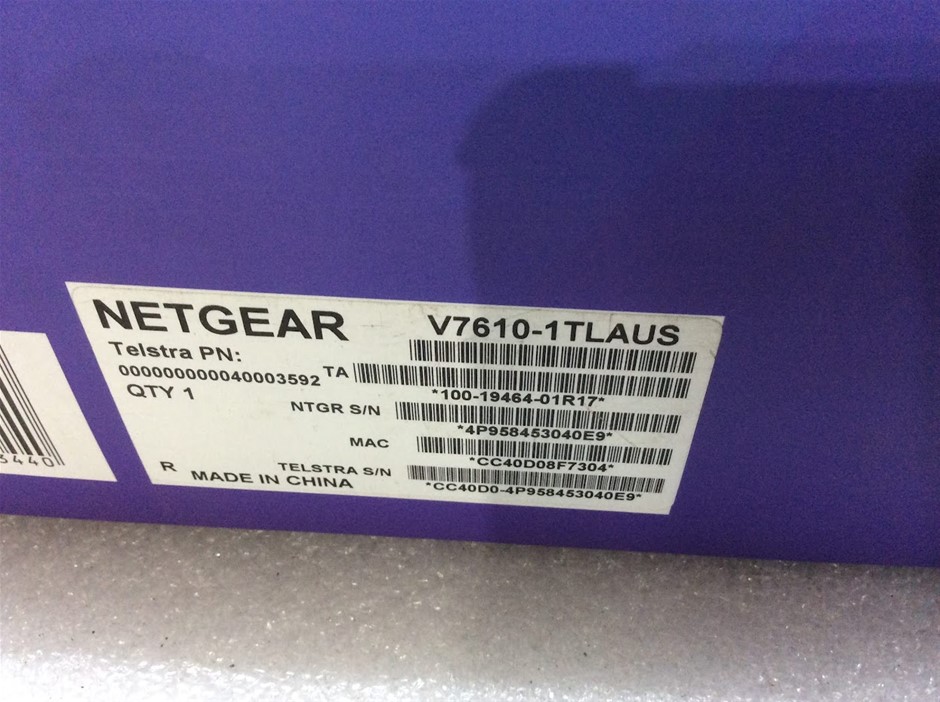 NETGEAR V7610-1TLAUS
Telstra PN:
000000000040003592 TA
*100-19464-01R17*
QTY 1
NTGR S/N
*4P958453040E9*
MAC
*CC40D08F7304*
R TELSTRA S/N
*CC40D0-4P958453040E9*
MADE IN CHINA
3440